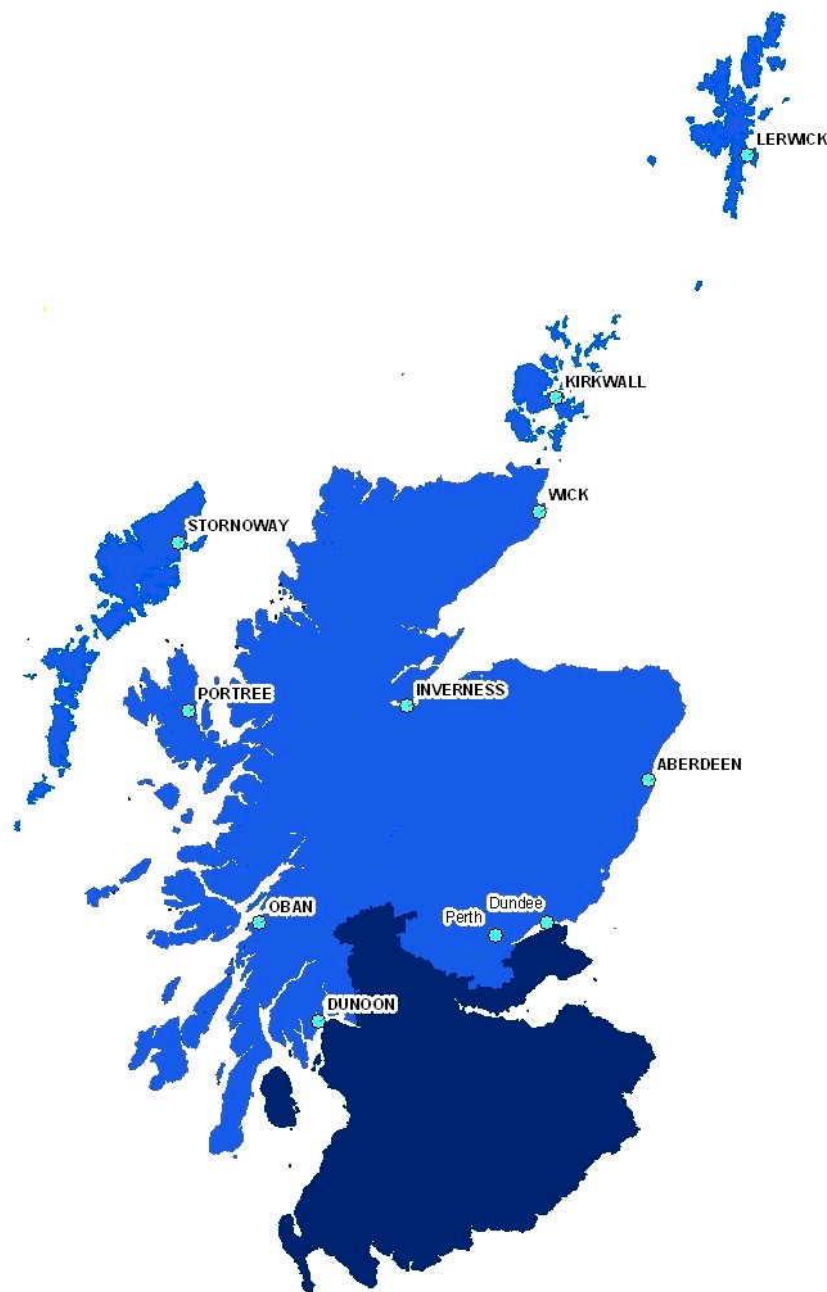 LERWICK
KIRKWALL
WICK
STORNOWAY
PORTREE
INVERNESS
ABERDEEN
Dundee
Perth
OBAN
DUNOON